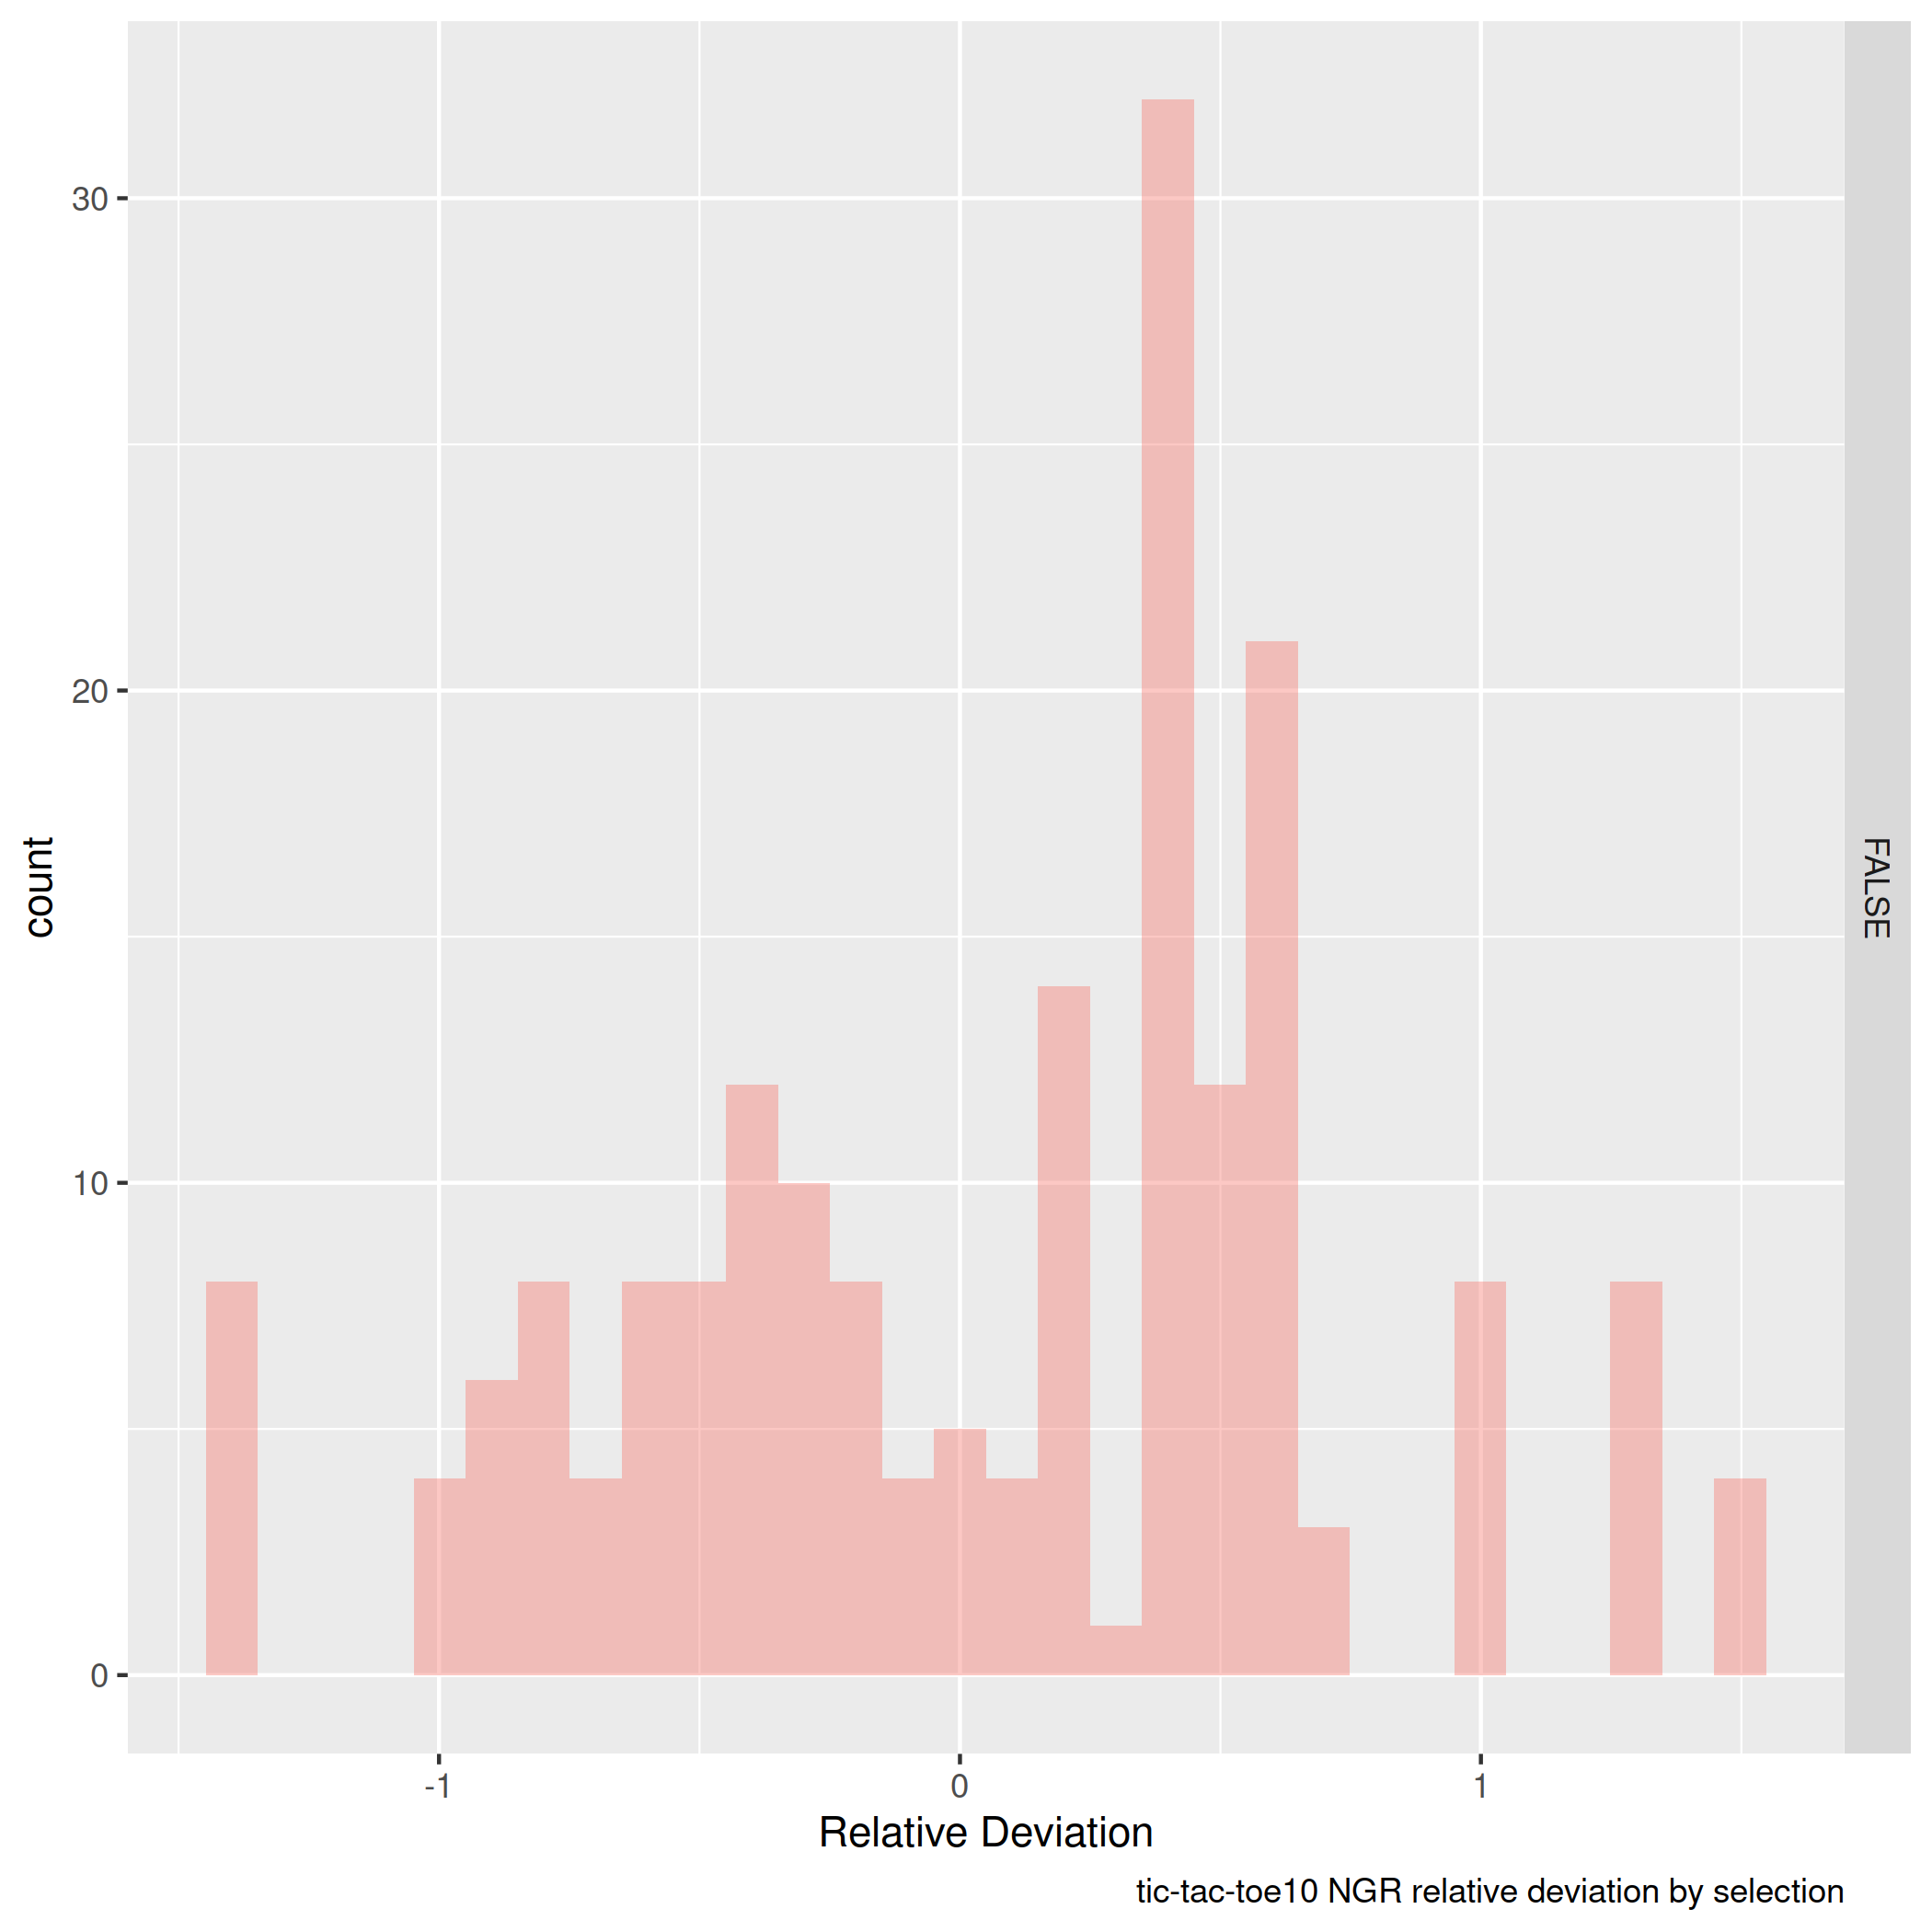 30
20
10
0
count
FALSE
-1
0
1
Relative Deviation
tic-tac-toe10 NGR relative deviation by selection